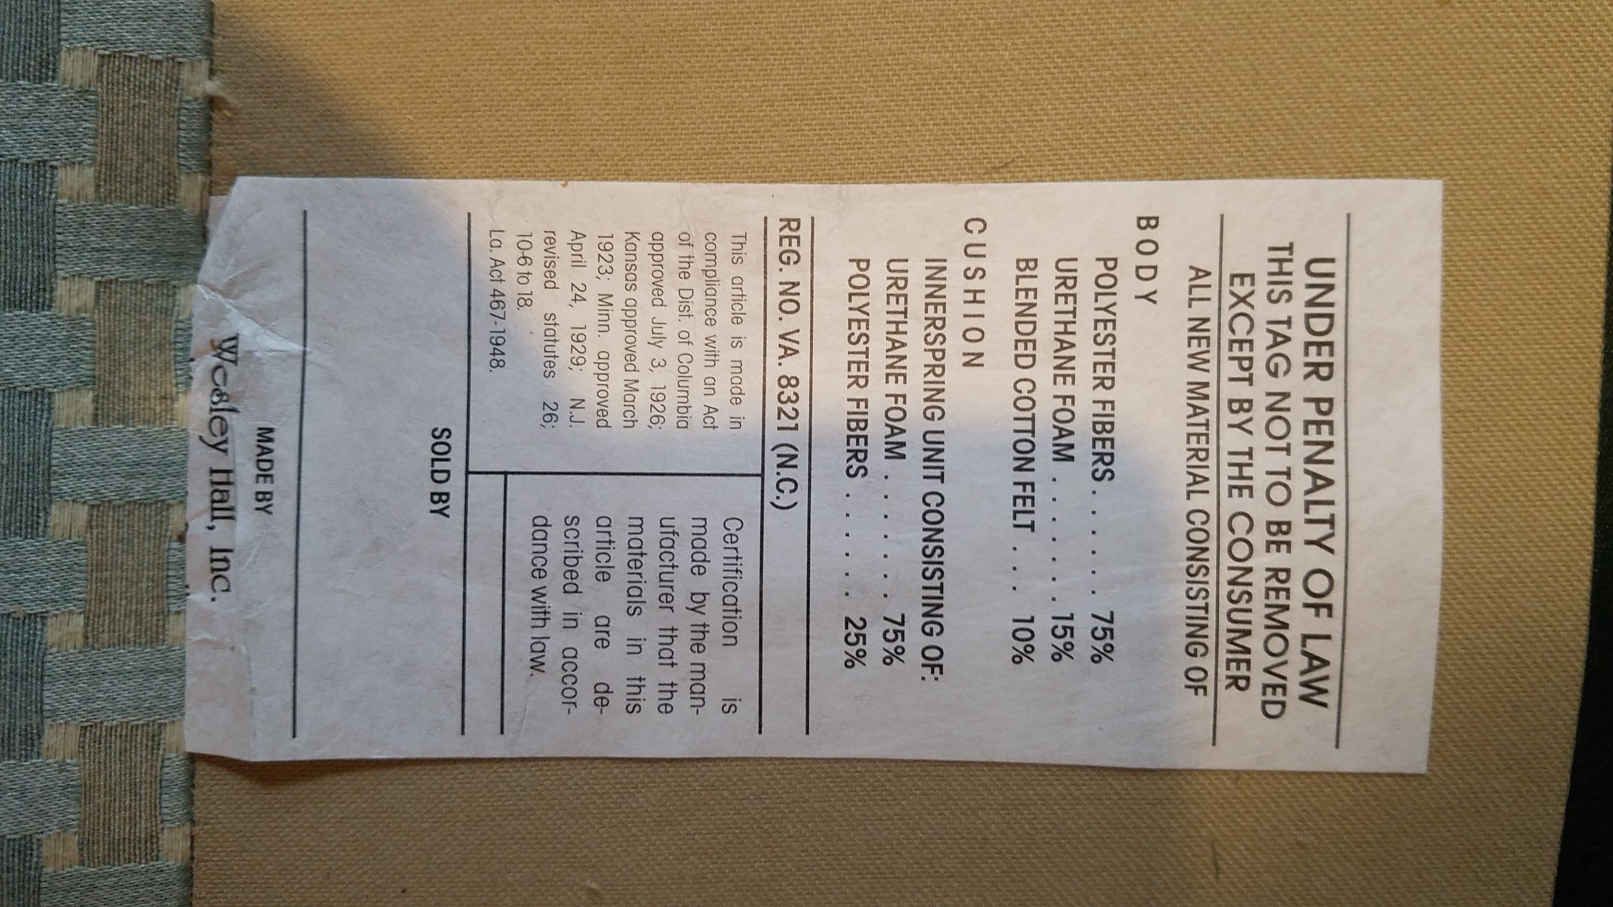 UNDER PENALTY OF LAW
THIS TAG NOT TO BE REMOVED
EXCEPT BY THE CONSUMER
ALL NEW MATERIAL CONSISTING OF
BODY
POLYESTER FIBERS . . . . . . 75%
URETHANE FOAM . . . . . . . 15%
BLENDED COTTON FELT . . . 10%
CUSHION
INNERSPRING UNIT CONSISTING OF:
URETHANE FOAM . . . . . . . 75%
POLYESTER FIBERS . . . . . . 25%
REG. NO. VA. 8321 (N.C.)
This article is made in
compliance with an Act
of the Dist. of Columbia
approved July 3, 1926;
Kansas approved March
1923; Minn. approved
April 24, 1929; N.J.
revised statutes 26;
10-6 to 18.
La. Act 467-1948.
Certification is
made by the man-
ufacturer that the
materials in this
article are de-
scribed in accor-
dance with law.
SOLD BY
MADE BY
Wesley Hall, Inc.